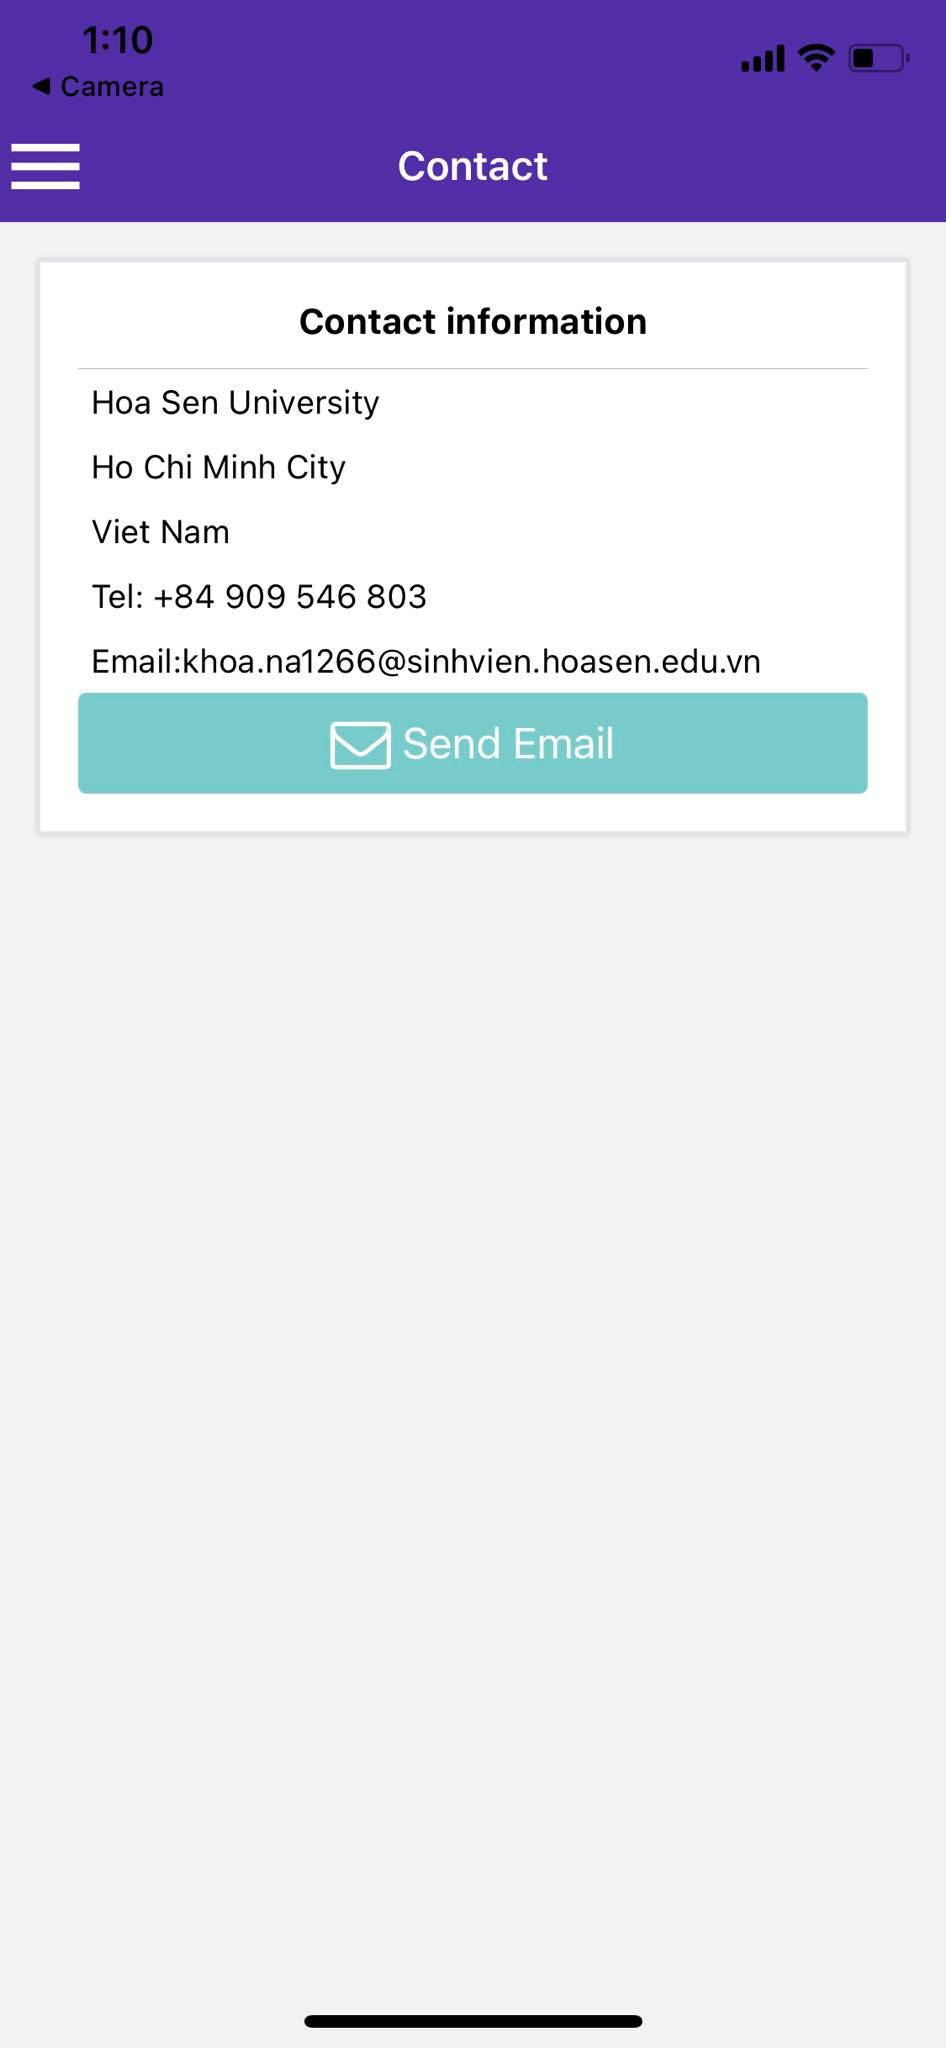 1:10
◀ Camera
Contact
Contact information
Hoa Sen University
Ho Chi Minh City
Viet Nam
Tel: +84 909 546 803
Email:khoa.na1266@sinhvien.hoasen.edu.vn
Send Email